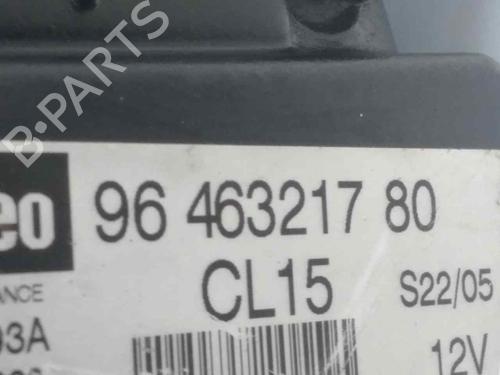 eo 96 463217 80
ANCE CL15 S22/05
03A
12V
B-PARTS